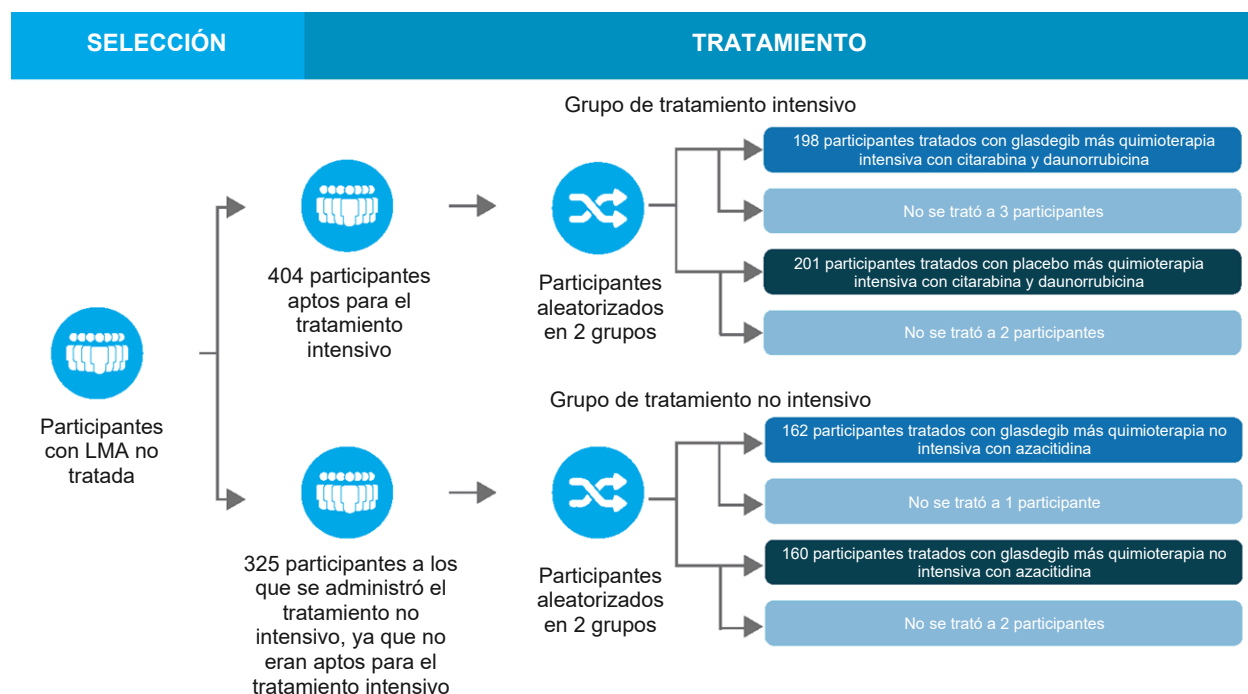 SELECCIÓN
TRATAMIENTO
Participantes
con LMA no
tratada
404 participantes
aptos para el
tratamiento
intensivo
Participantes
aleatorizados
en 2 grupos
Grupo de tratamiento intensivo
198 participantes tratados con glasdegib más quimioterapia
intensiva con citarabina y daunorrubicina
No se trató a 3 participantes
201 participantes tratados con placebo más quimioterapia
intensiva con citarabina y daunorrubicina
No se trató a 2 participantes
325 participantes a los
que se administró el
tratamiento no
intensivo, ya que no
eran aptos para el
tratamiento intensivo
Participantes
aleatorizados
en 2 grupos
Grupo de tratamiento no intensivo
162 participantes tratados con glasdegib más quimioterapia no
intensiva con azacitidina
No se trató a 1 participante
160 participantes tratados con glasdegib más quimioterapia no
intensiva con azacitidina
No se trató a 2 participantes